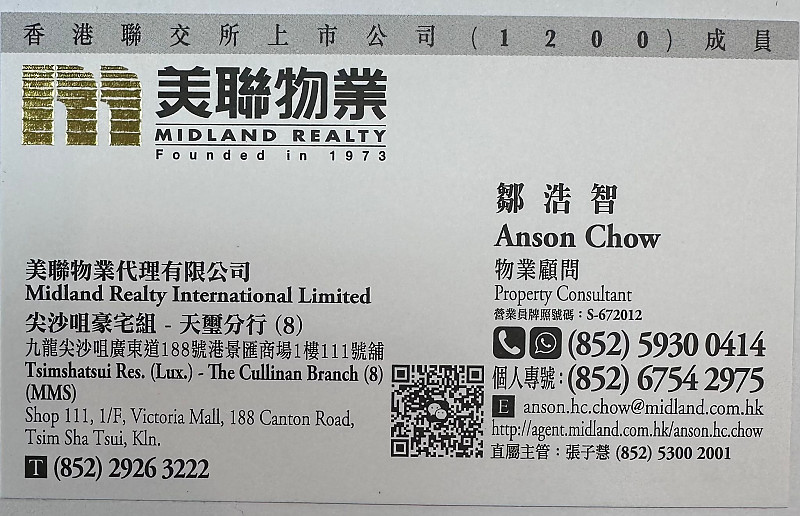 香港聯交所上市公司(1200)成員
美聯物業
MIDLAND REALTY
Founded in 1973
鄒浩智
Anson Chow
物業顧問
Property Consultant
營業員牌照號碼：S-672012
(852) 5930 0414
個人專號：(852) 6754 2975
E anson.hc.chow@midland.com.hk
http://agent.midland.com.hk/anson.hc.chow
直屬主管：張子慧 (852) 5300 2001
美聯物業代理有限公司
Midland Realty International Limited
尖沙咀豪宅組 - 天璽分行 (8)
九龍尖沙咀廣東道188號港景匯商場1樓111號舖
Tsimshatsui Res. (Lux.) - The Cullinan Branch (8)
(MMS)
Shop 111, 1/F, Victoria Mall, 188 Canton Road,
Tsim Sha Tsui, Kln.
T (852) 2926 3222